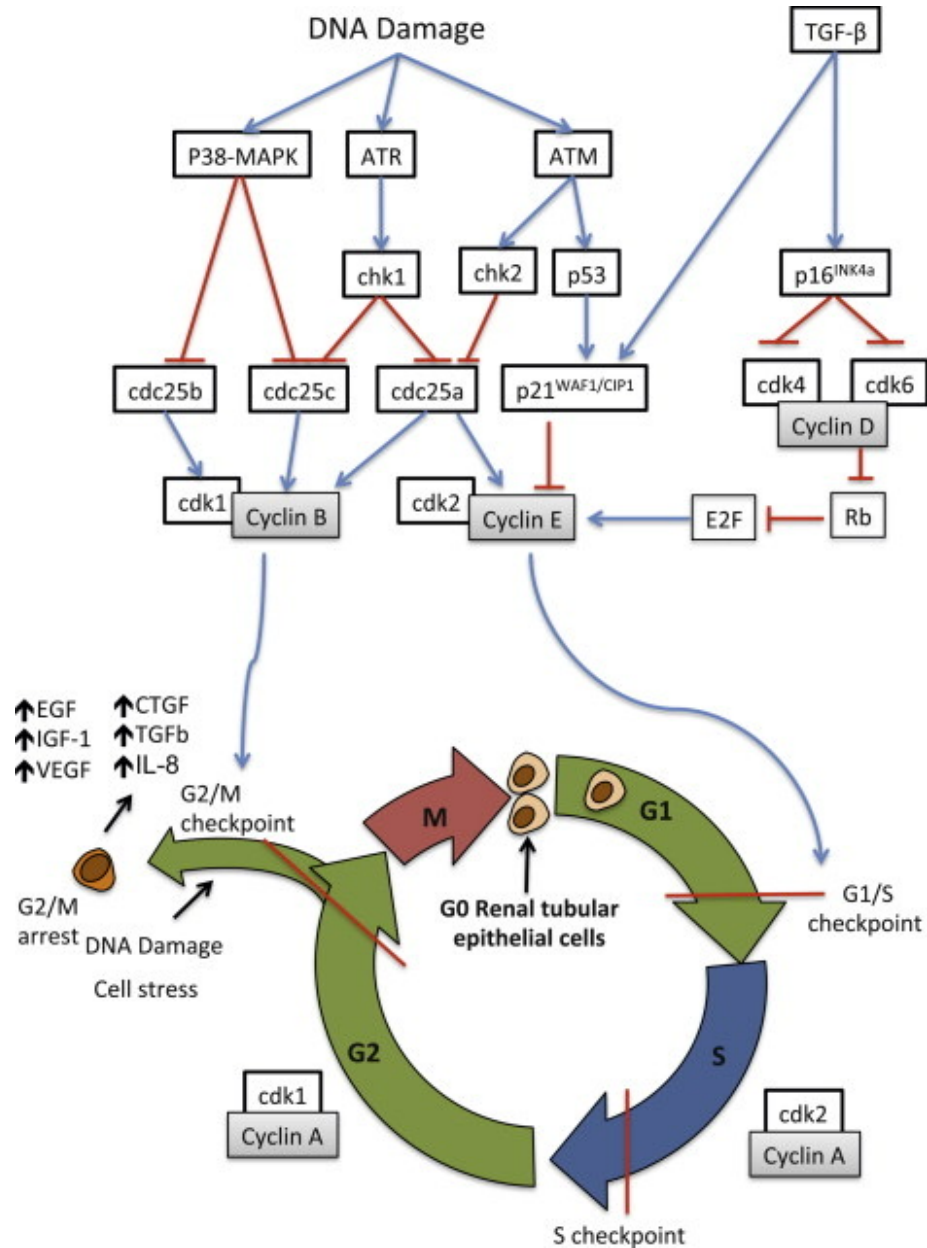 DNA Damage
TGF-β
P38-MAPK
ATR
ATM
chk1
chk2
p53
p16INK4a
cdc25b
cdc25c
cdc25a
p21WAF1/CIP1
cdk4
cdk6
Cyclin D
cdk1
Cyclin B
cdk2
Cyclin E
E2F
Rb
EGF
IGF-1
VEGF
CTGF
TGFb
IL-8
G2/M
checkpoint
M
G1
G2/M
arrest
DNA Damage
Cell stress
G0 Renal tubular
epithelial cells
G1/S
checkpoint
G2
S
cdk1
Cyclin A
cdk2
Cyclin A
S checkpoint